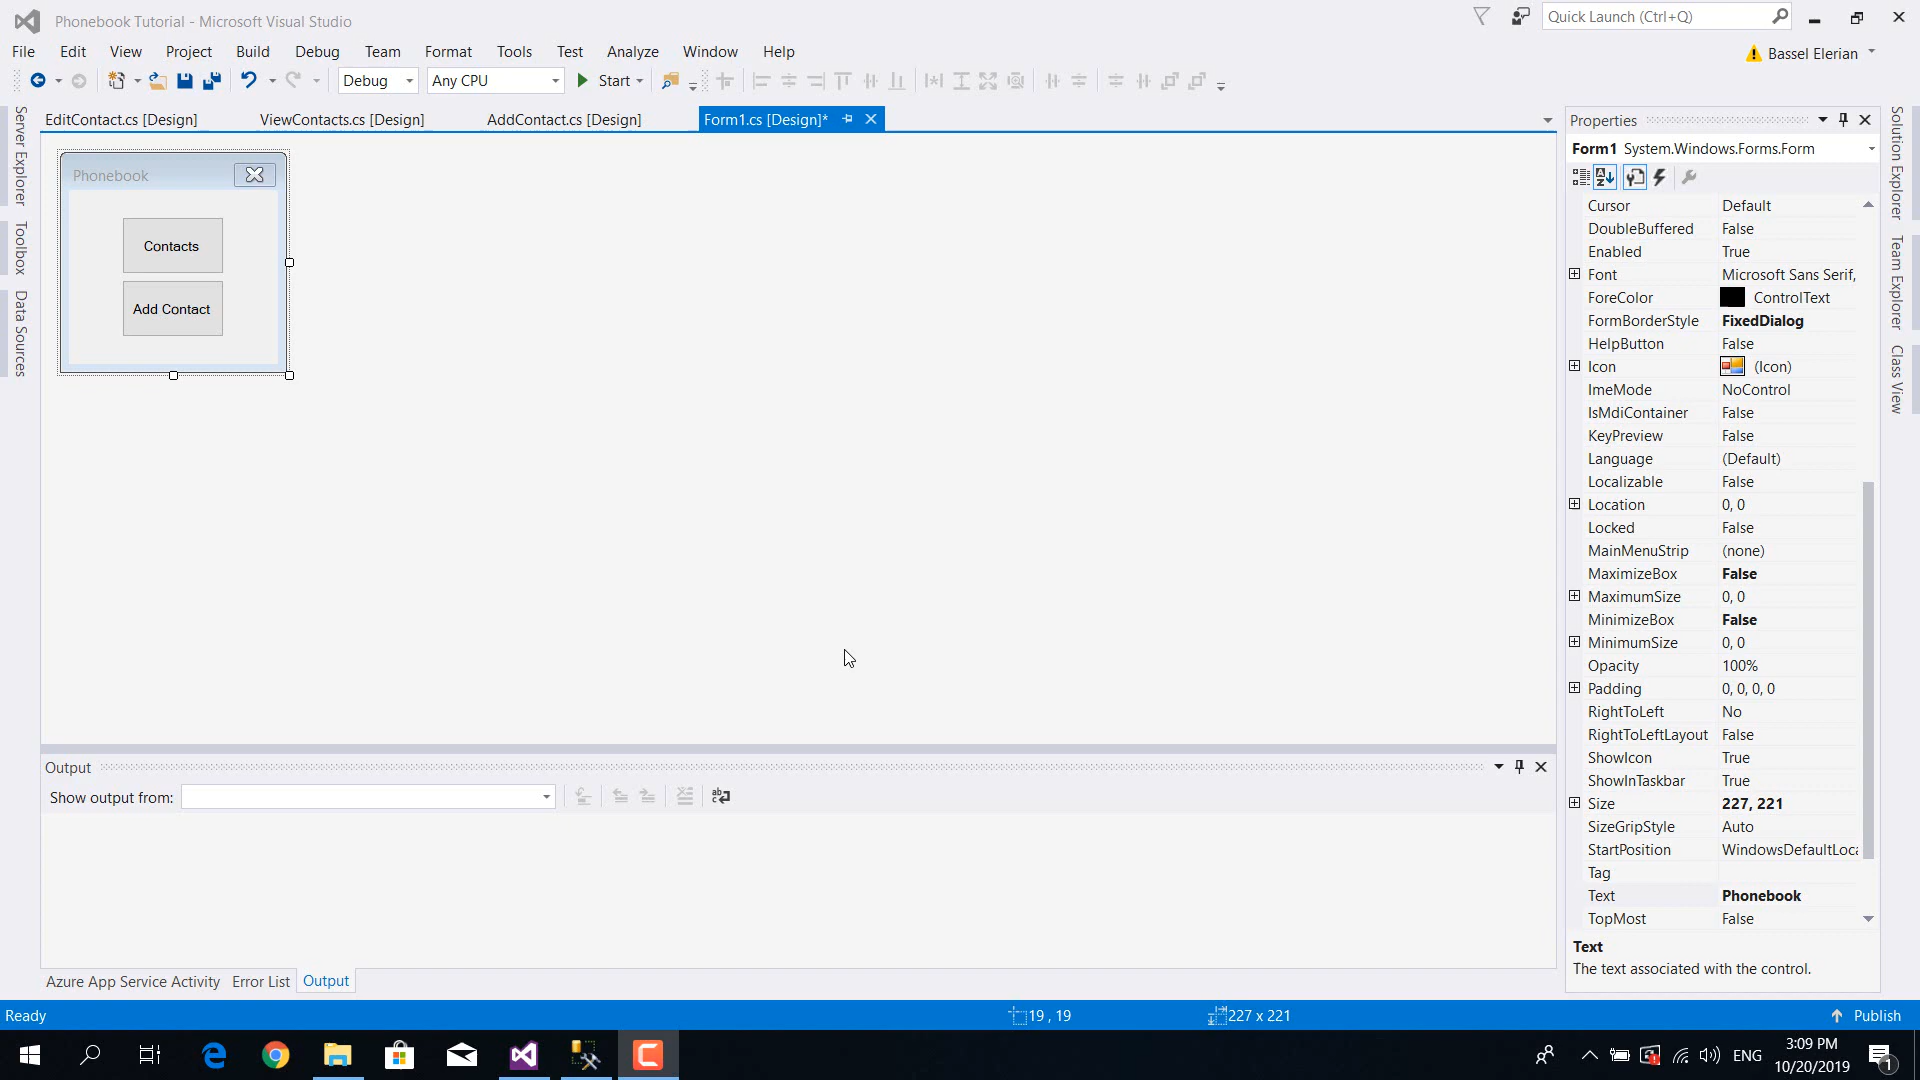 Phonebook Tutorial - Microsoft Visual Studio
Quick Launch (Ctrl+Q)
File Edit View Project Build Debug Team Format Tools Test Analyze Window Help
Bassel Elerian
Debug Any CPU Start
Server Explorer
Toolbox
Data Sources
EditContact.cs [Design] ViewContacts.cs [Design] AddContact.cs [Design] Form1.cs [Design]*
Phonebook
Contacts
Add Contact
Output
Show output from:
Azure App Service Activity Error List Output
Properties
Form1 System.Windows.Forms.Form
Cursor Default
DoubleBuffered False
Enabled True
Font Microsoft Sans Serif,
ForeColor ControlText
FormBorderStyle FixedDialog
HelpButton False
Icon (Icon)
ImeMode NoControl
IsMdiContainer False
KeyPreview False
Language (Default)
Localizable False
Location 0, 0
Locked False
MainMenuStrip (none)
MaximizeBox False
MaximumSize 0, 0
MinimizeBox False
MinimumSize 0, 0
Opacity 100%
Padding 0, 0, 0, 0
RightToLeft No
RightToLeftLayout False
ShowIcon True
ShowInTaskbar True
Size 227, 221
SizeGripStyle Auto
StartPosition WindowsDefaultLoca
Tag
Text Phonebook
TopMost False
Text
The text associated with the control.
Solution Explorer
Team Explorer
Class View
Ready 19 , 19 227 x 221 Publish
ENG
3:09 PM
10/20/2019
1